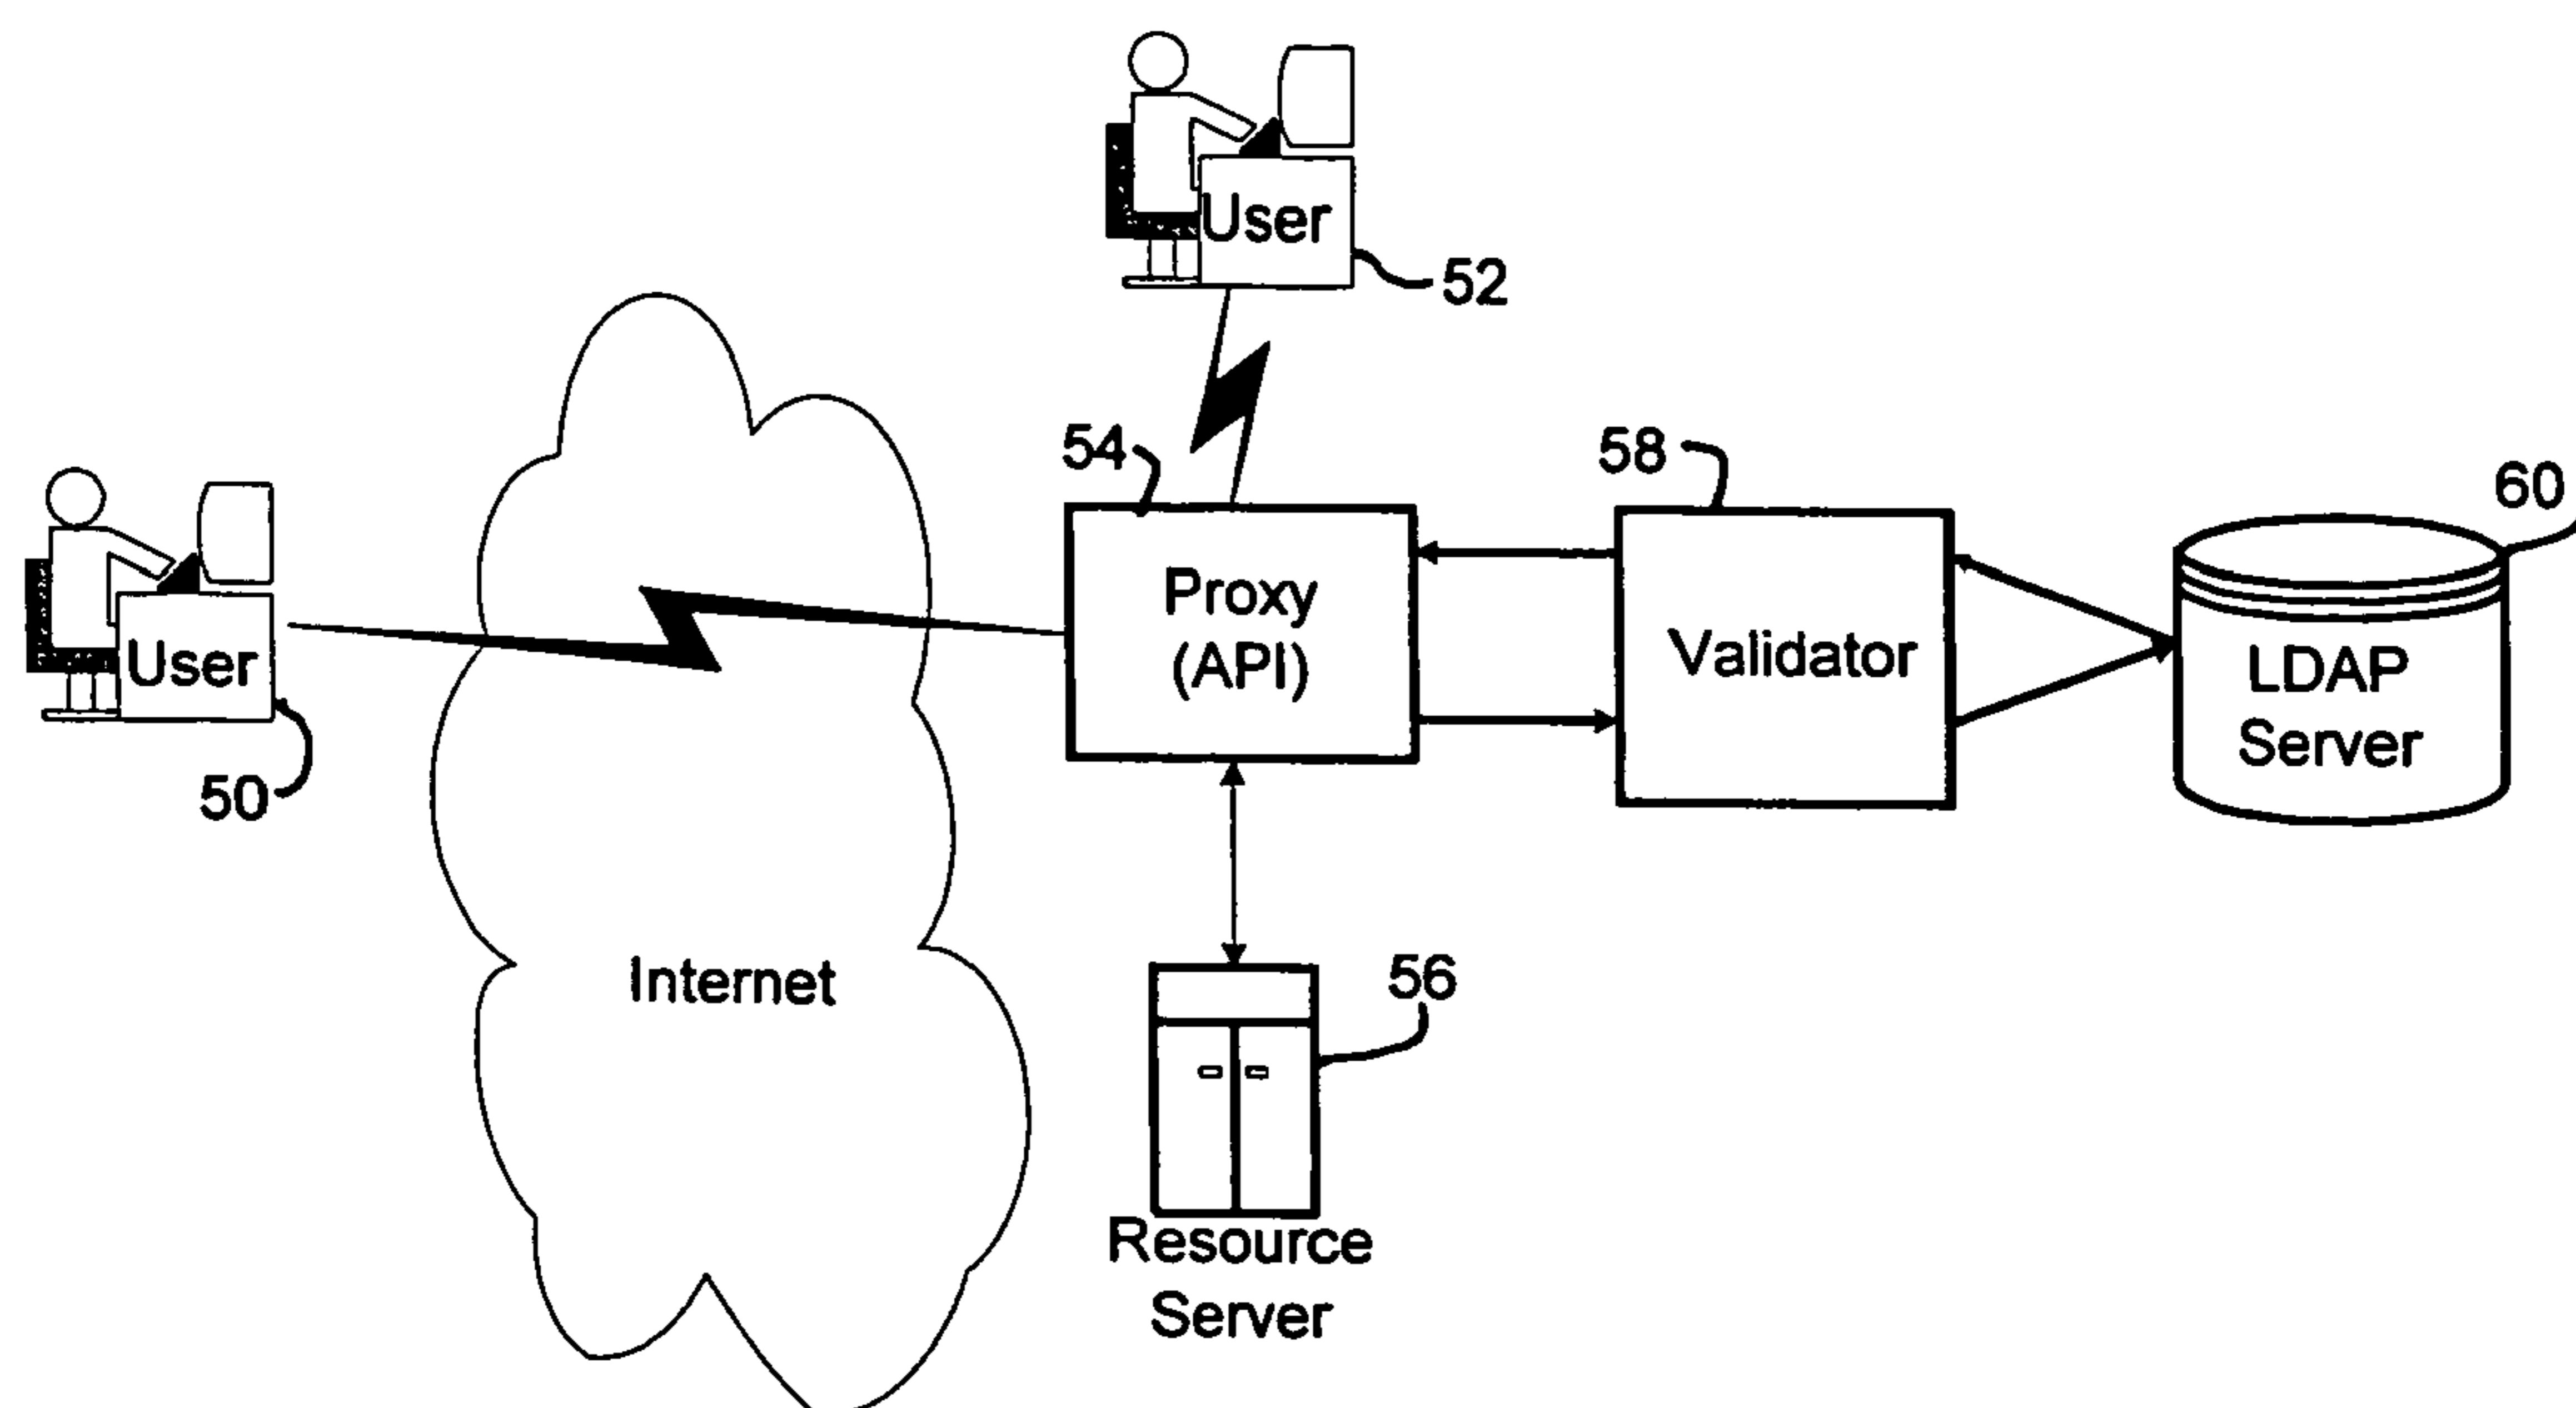 User
52
54
58
60
Proxy
(API)
Validator
LDAP
Server
User
50
Internet
56
Resource
Server